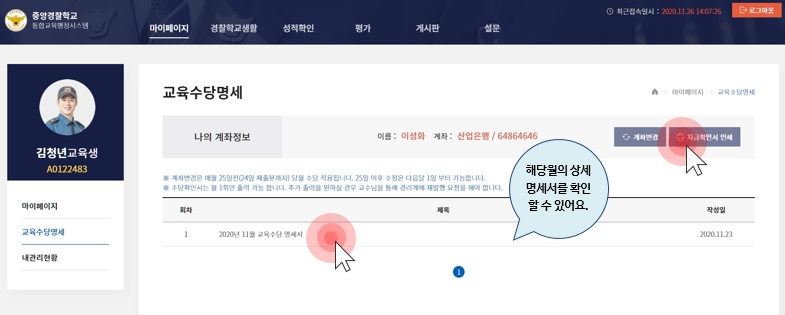 중앙경찰학교
통합교육행정시스템
최근접속일시 : 2020.11.26 14:07:26
로그아웃
마이페이지 경찰학교생활 성적확인 평가 게시판 설문
김청년교육생
A0122483
마이페이지
교육수당명세
내관리현황
교육수당명세
마이페이지 > 교육수당명세
나의 계좌정보
이름 : 이성화 계좌 : 산업은행 / 64864646
계좌변경
지급확인서 인쇄
※ 계좌변경은 매월 25일전(24일 제출분까지) 당월 수당 적용됩니다. 25일 이후 수정은 다음달 1일 부터 가능합니다.
※ 수당확인서는 월 1회만 출력 가능 합니다. 추가 출력을 원하실 경우 교수님을 통해 경리계에 재발행 요청을 해야 합니다.
해당월의 상세
명세서를 확인
할 수 있어요.
회차 제목 작성일
1 2020년 11월 교육수당 명세서 2020.11.23
1